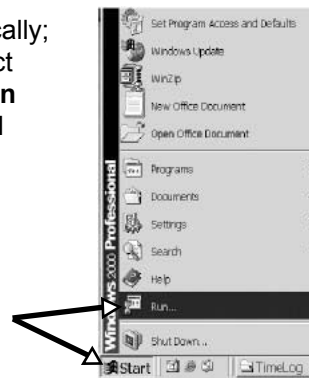 cally;
ct
n
l
Set Program Access and Defaults
Windows Update
WinZip
New Office Document
Open Office Document
Programs
Documents
Settings
Search
Help
Run...
Shut Down...
Windows 2000 Professional
Start
TimeLog